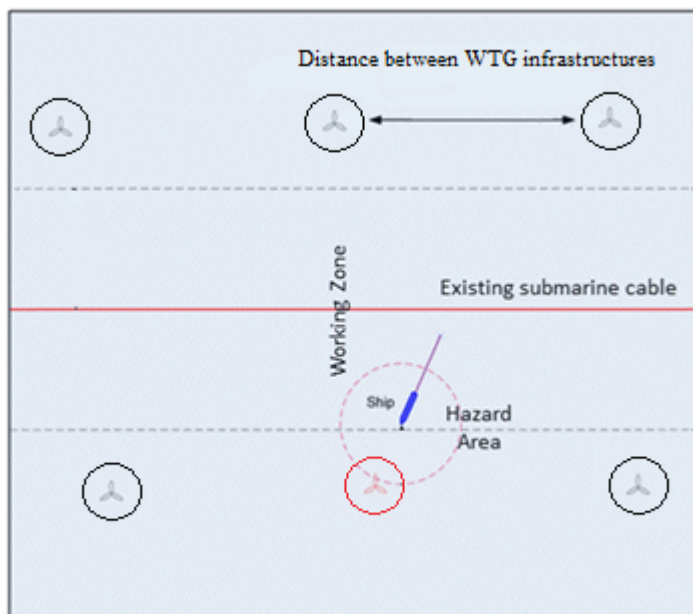 Distance between WTG infrastructures
Existing submarine cable
Working Zone
Ship
Hazard
Area